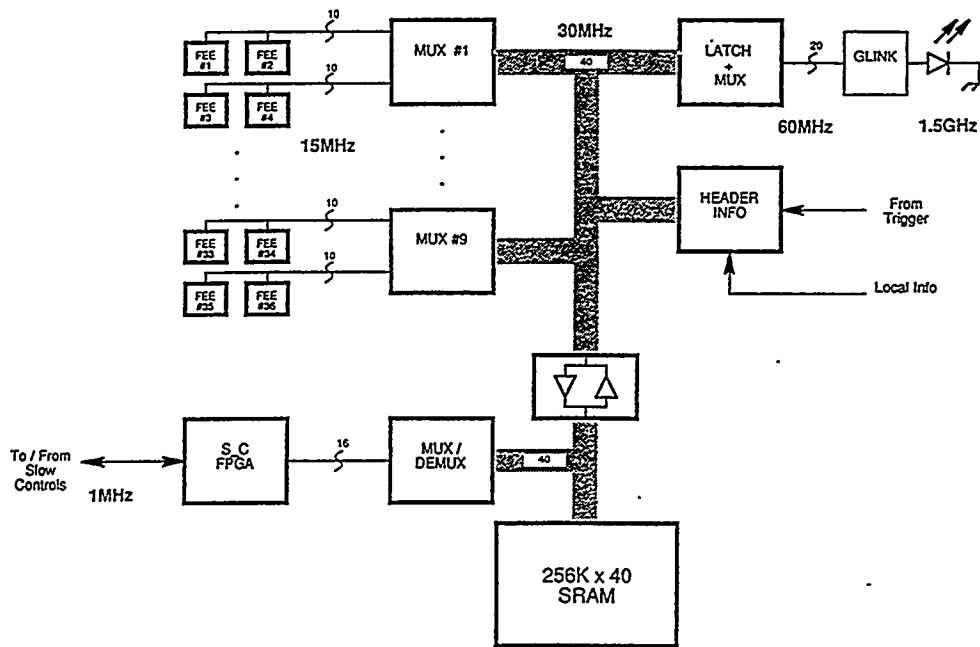 10
FEE
#1
FEE
#2
10
FEE
#3
FEE
#4
15MHz
MUX #1
30MHz
40
LATCH
+
MUX
20
GLINK
60MHz
1.5GHz
10
FEE
#33
FEE
#34
10
FEE
#35
FEE
#36
MUX #9
HEADER
INFO
From
Trigger
Local Info
To / From
Slow
Controls
1MHz
S_C
FPGA
16
MUX /
DEMUX
40
256K x 40
SRAM